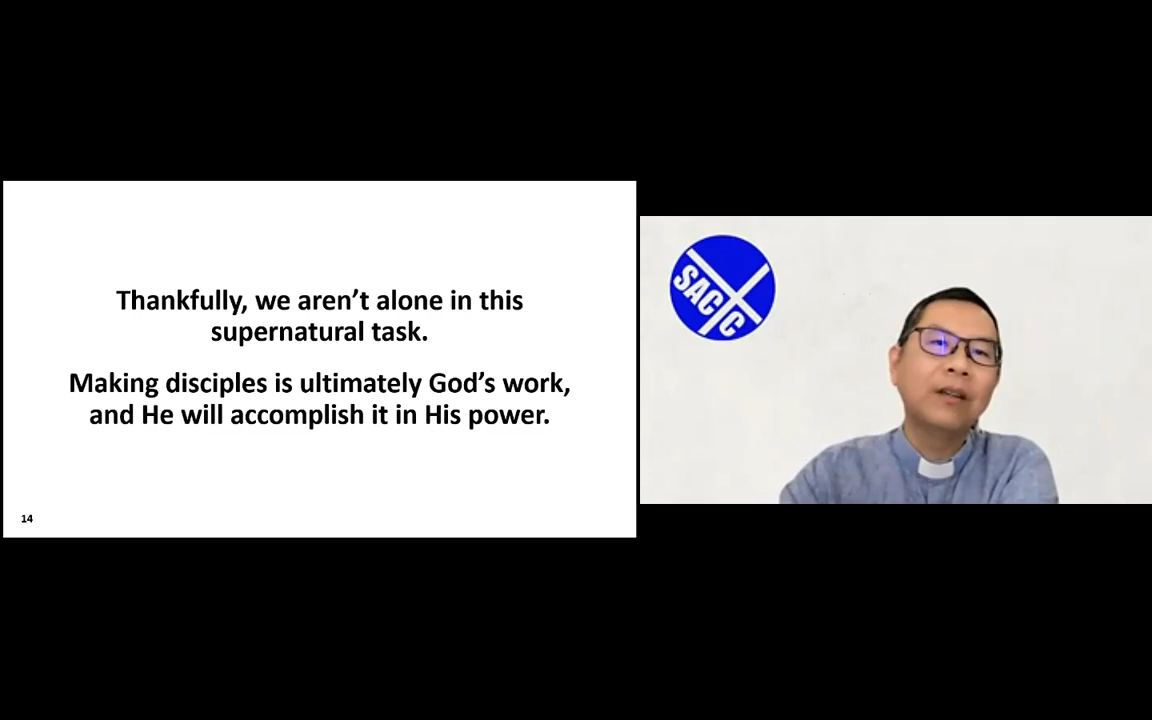 Thankfully, we aren’t alone in this
supernatural task.
Making disciples is ultimately God’s work,
and He will accomplish it in His power.
14
SACC